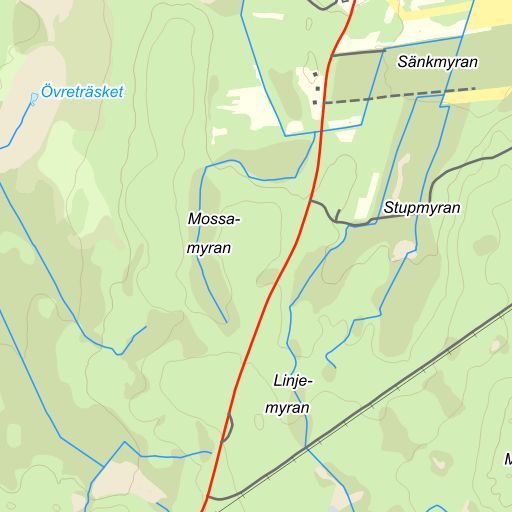 Sänkmyran
Övreträsket
Stupmyran
Mossa-
myran
Linje-
myran
M